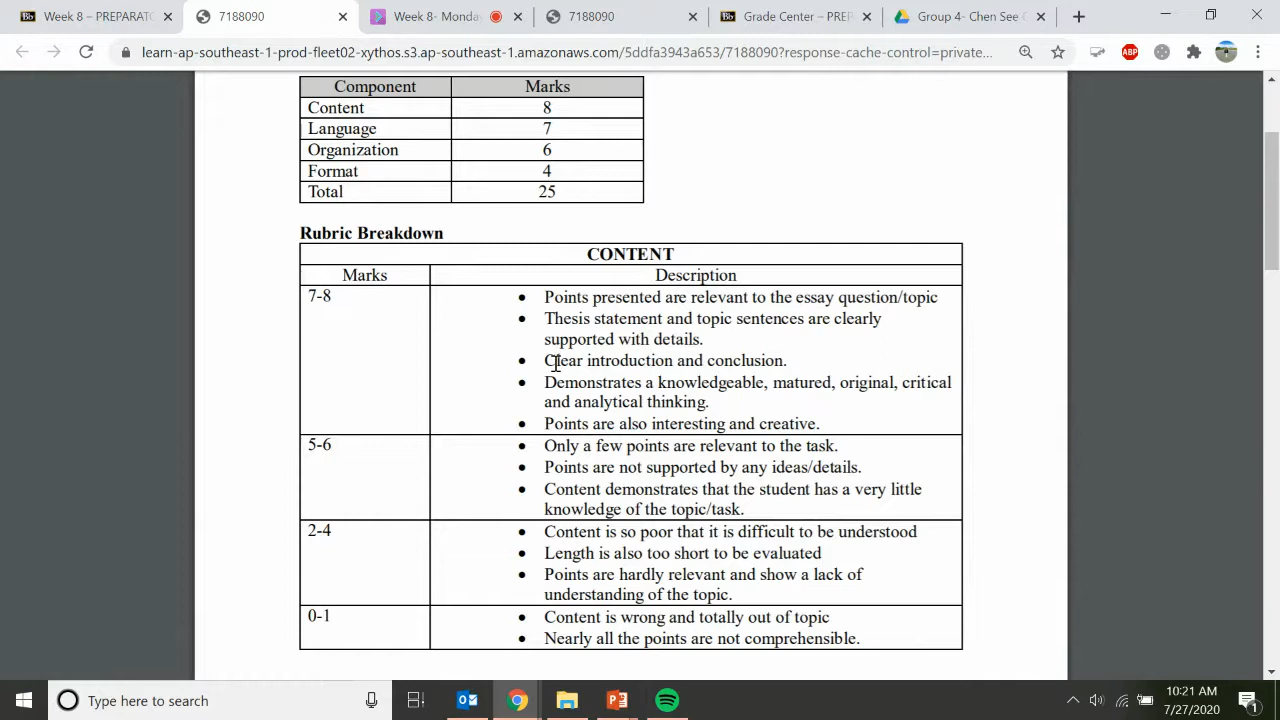 Week 8 – PREPARATO
7188090
Week 8- Monda
7188090
Grade Center – PREP
Group 4- Chen See
learn-ap-southeast-1-prod-fleet02-xythos.s3.ap-southeast-1.amazonaws.com/5ddfa3943a653/7188090?response-cache-control=private...
ABP
Component Marks
Content 8
Language 7
Organization 6
Format 4
Total 25
Rubric Breakdown
CONTENT
Marks Description
7-8
• Points presented are relevant to the essay question/topic
• Thesis statement and topic sentences are clearly
supported with details.
• Clear introduction and conclusion.
• Demonstrates a knowledgeable, matured, original, critical
and analytical thinking.
• Points are also interesting and creative.
5-6
• Only a few points are relevant to the task.
• Points are not supported by any ideas/details.
• Content demonstrates that the student has a very little
knowledge of the topic/task.
2-4
• Content is so poor that it is difficult to be understood
• Length is also too short to be evaluated
• Points are hardly relevant and show a lack of
understanding of the topic.
0-1
• Content is wrong and totally out of topic
• Nearly all the points are not comprehensible.
Type here to search
10:21 AM
7/27/2020
1